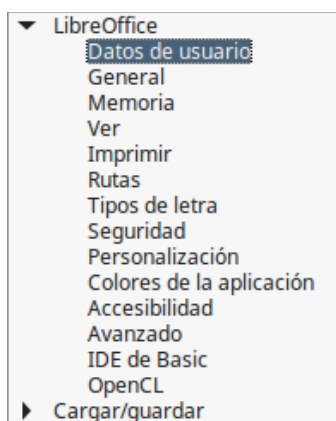 LibreOffice
Datos de usuario
General
Memoria
Ver
Imprimir
Rutas
Tipos de letra
Seguridad
Personalización
Colores de la aplicación
Accesibilidad
Avanzado
IDE de Basic
OpenCL
Cargar/guardar